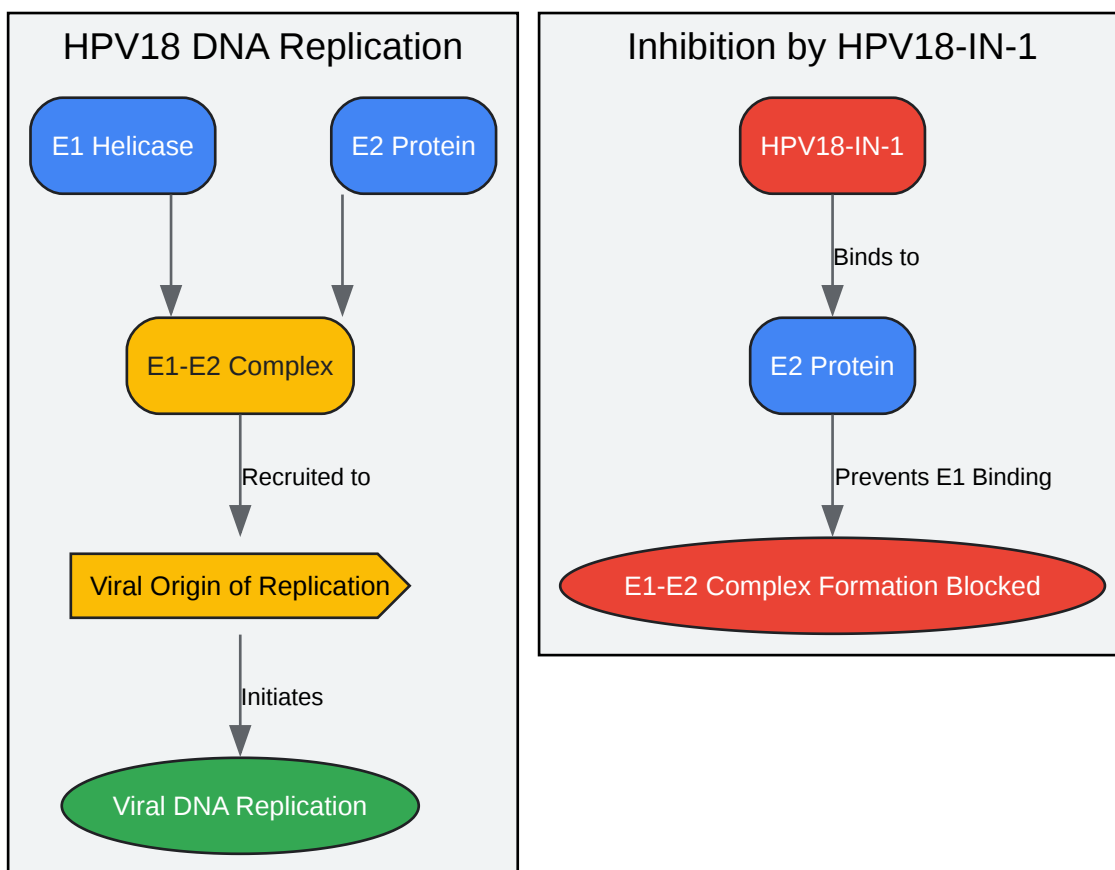 HPV18 DNA Replication
E1 Helicase
E2 Protein
E1-E2 Complex
Recruited to
Viral Origin of Replication
Initiates
Viral DNA Replication
Inhibition by HPV18-IN-1
HPV18-IN-1
Binds to
E2 Protein
Prevents E1 Binding
E1-E2 Complex Formation Blocked